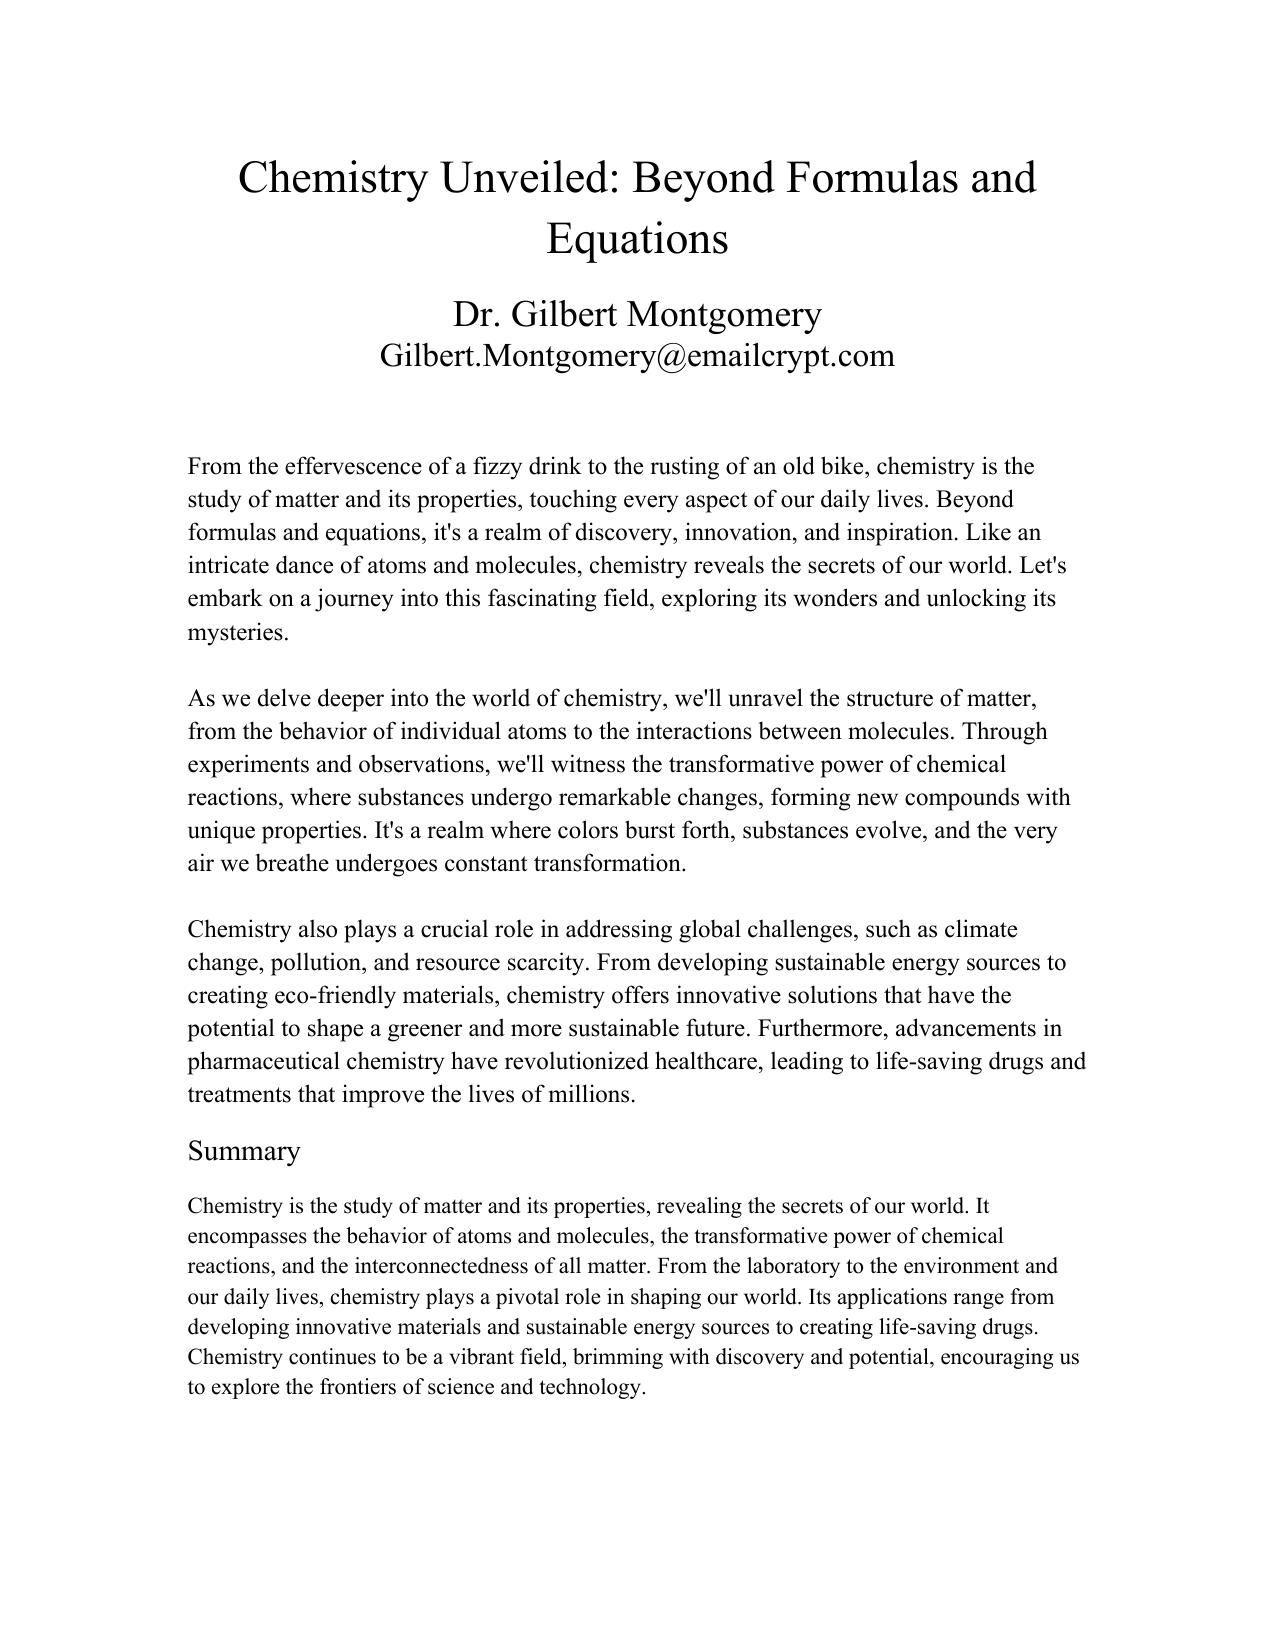 Chemistry Unveiled: Beyond Formulas and
Equations
Dr. Gilbert Montgomery
Gilbert.Montgomery@emailcrypt.com
From the effervescence of a fizzy drink to the rusting of an old bike, chemistry is the
study of matter and its properties, touching every aspect of our daily lives. Beyond
formulas and equations, it's a realm of discovery, innovation, and inspiration. Like an
intricate dance of atoms and molecules, chemistry reveals the secrets of our world. Let's
embark on a journey into this fascinating field, exploring its wonders and unlocking its
mysteries.
As we delve deeper into the world of chemistry, we'll unravel the structure of matter,
from the behavior of individual atoms to the interactions between molecules. Through
experiments and observations, we'll witness the transformative power of chemical
reactions, where substances undergo remarkable changes, forming new compounds with
unique properties. It's a realm where colors burst forth, substances evolve, and the very
air we breathe undergoes constant transformation.
Chemistry also plays a crucial role in addressing global challenges, such as climate
change, pollution, and resource scarcity. From developing sustainable energy sources to
creating eco-friendly materials, chemistry offers innovative solutions that have the
potential to shape a greener and more sustainable future. Furthermore, advancements in
pharmaceutical chemistry have revolutionized healthcare, leading to life-saving drugs and
treatments that improve the lives of millions.
Summary
Chemistry is the study of matter and its properties, revealing the secrets of our world. It
encompasses the behavior of atoms and molecules, the transformative power of chemical
reactions, and the interconnectedness of all matter. From the laboratory to the environment and
our daily lives, chemistry plays a pivotal role in shaping our world. Its applications range from
developing innovative materials and sustainable energy sources to creating life-saving drugs.
Chemistry continues to be a vibrant field, brimming with discovery and potential, encouraging us
to explore the frontiers of science and technology.